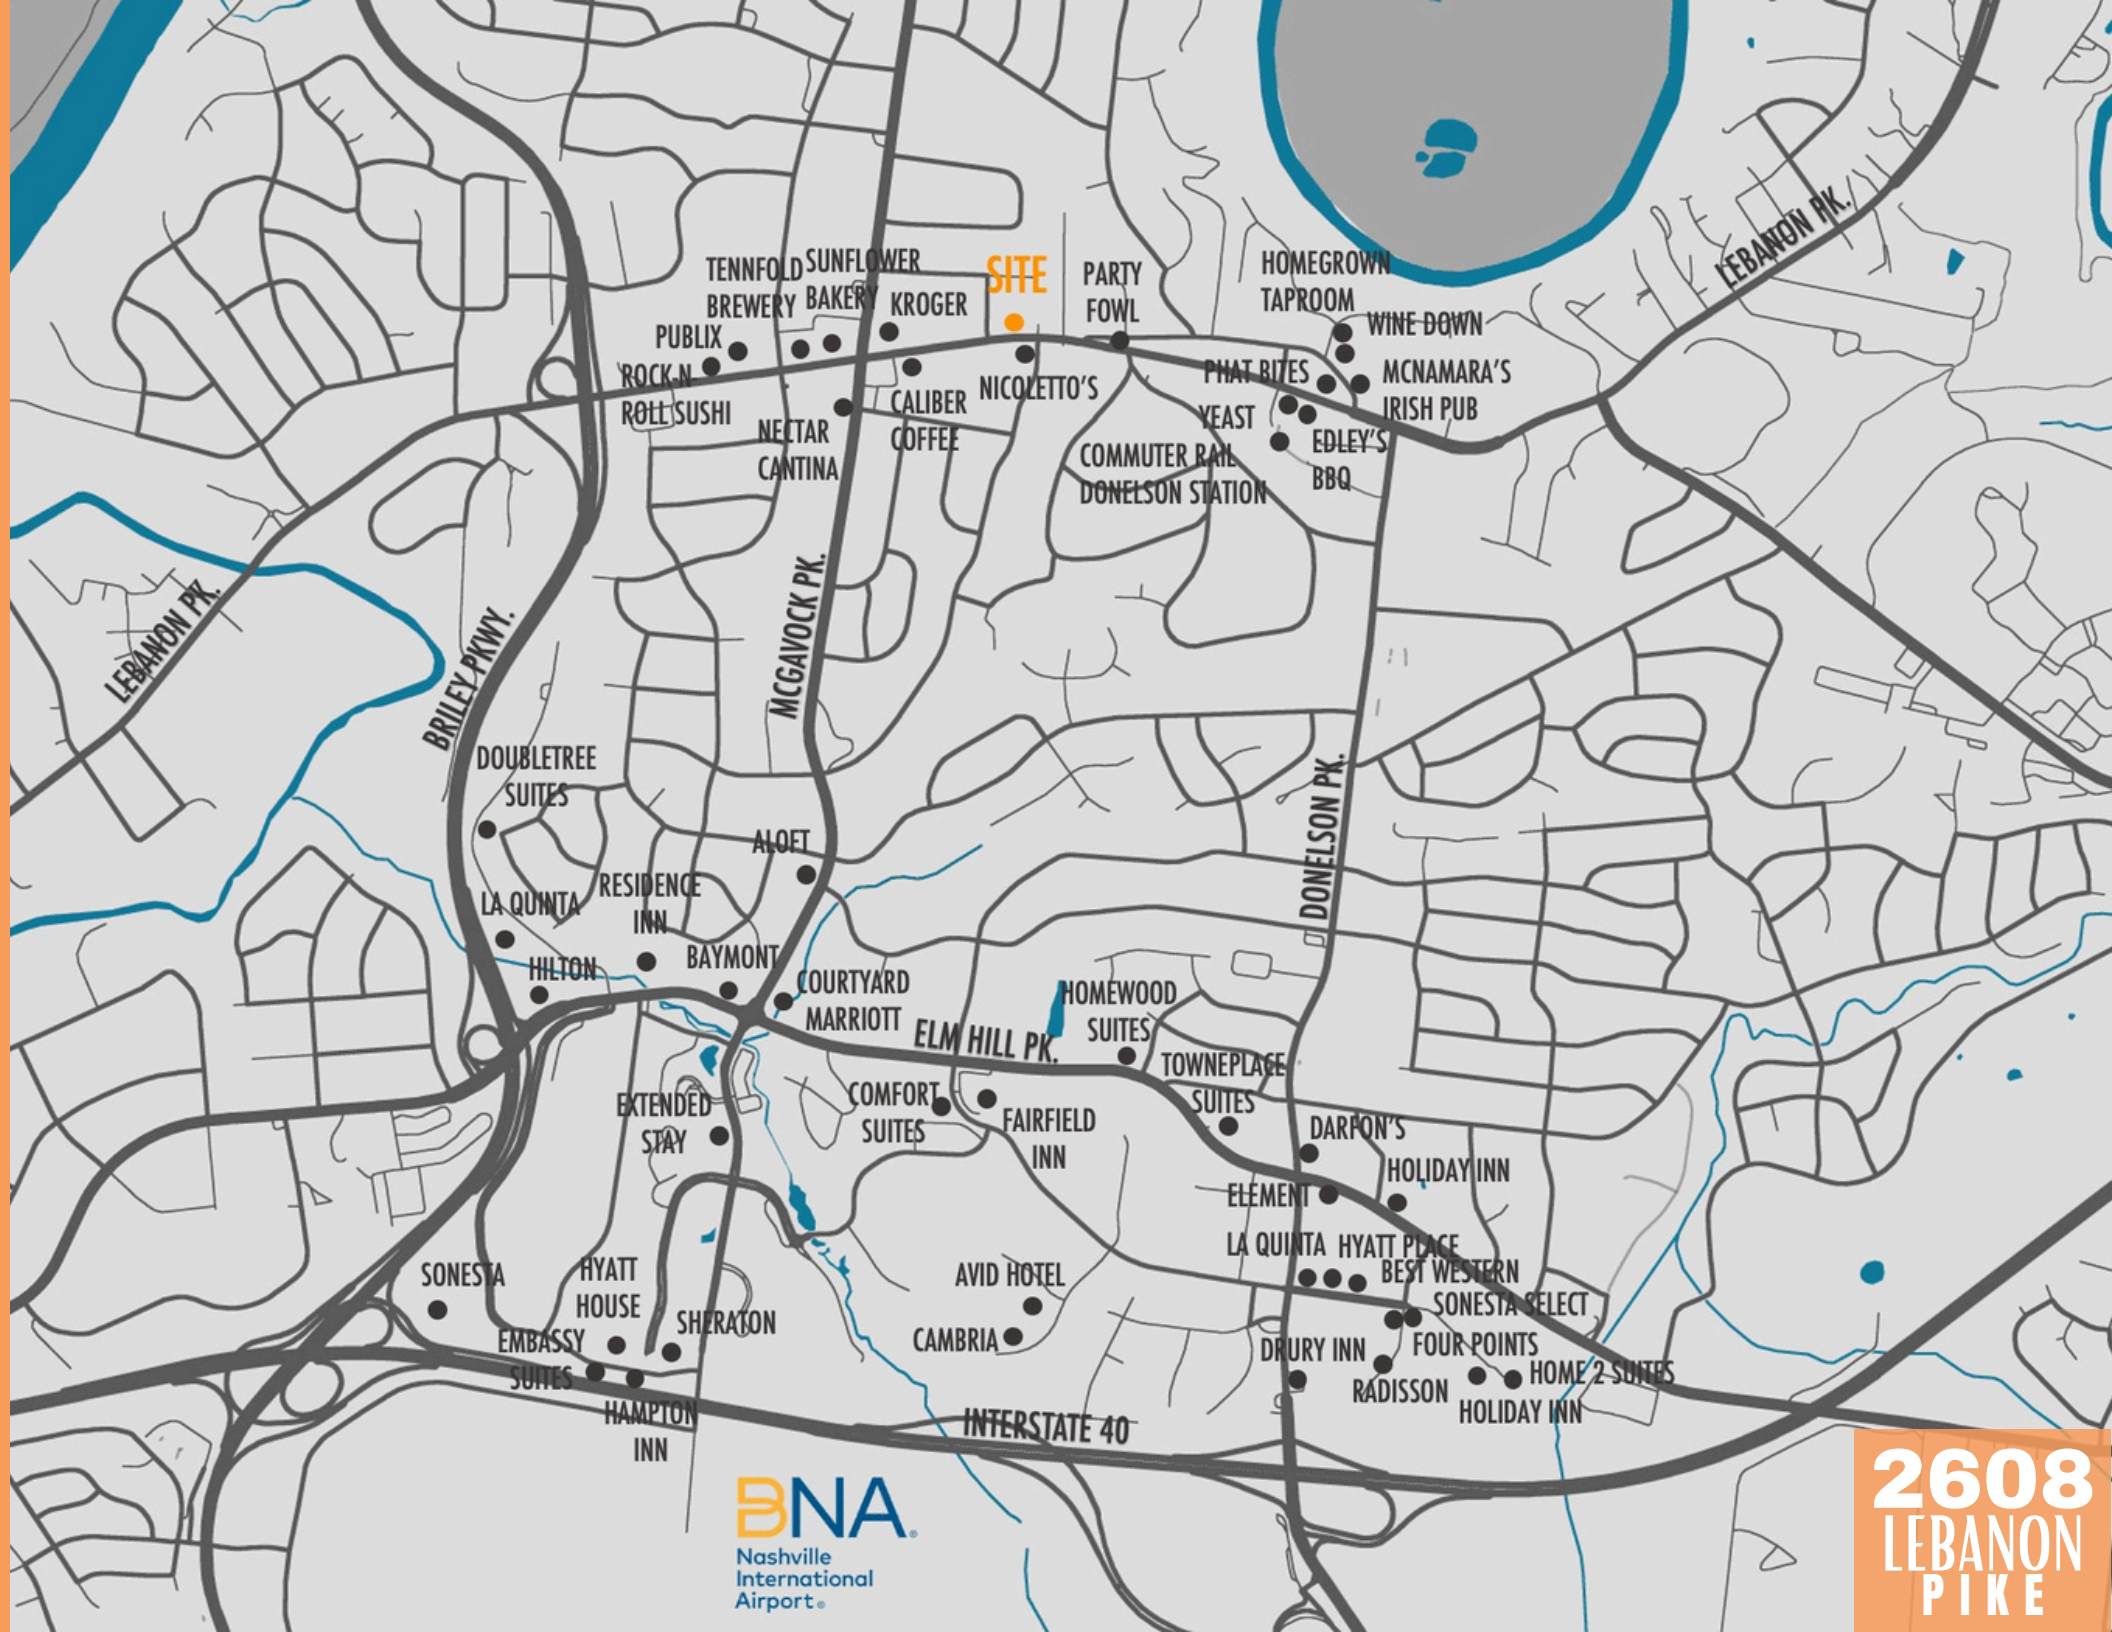 LEBANON PK.
HOMEGROWN
TAPROOM
TENNFOLD
BREWERY
SUNFLOWER
BAKERY
SITE
PARTY
FOWL
KROGER
WINE DOWN
PUBLIX
ROCK-N-
ROLL SUSHI
NICOLETTO'S
PHAT BITES
MCNAMARA'S
IRISH PUB
CALIBER
COFFEE
YEAST
NECTAR
CANTINA
EDLEY'S
BBQ
COMMUTER RAIL
DONELSON STATION
LEBANON PK.
BRILEY PKWY.
MCGAVOCK PK.
DONELSON PK.
DOUBLETREE
SUITES
ALOFT
RESIDENCE
INN
LA QUINTA
HILTON
BAYMONT
COURTYARD
MARRIOTT
HOMEWOOD
SUITES
ELM HILL PK.
TOWNEPLACE
SUITES
EXTENDED
STAY
COMFORT
SUITES
FAIRFIELD
INN
DARFON'S
HOLIDAY INN
ELEMENT
LA QUINTA
HYATT PLACE
BEST WESTERN
SONESTA
HYATT
HOUSE
AVID HOTEL
SONESTA SELECT
SHERATON
EMBASSY
SUITES
CAMBRIA
DRURY INN
FOUR POINTS
HOME 2 SUITES
RADISSON
HOLIDAY INN
HAMPTON
INN
INTERSTATE 40
BNA®
Nashville
International
Airport®
2608
LEBANON
PIKE